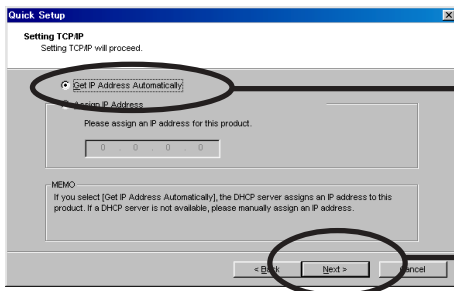 Quick Setup
Setting TCP/IP
Setting TCP/IP will proceed.
Get IP Address Automatically
Assign IP Address
Please assign an IP address for this product.
0 . 0 . 0 . 0
MEMO
If you select [Get IP Address Automatically], the DHCP server assigns an IP address to this
product. If a DHCP server is not available, please manually assign an IP address.
< Back Next > Cancel